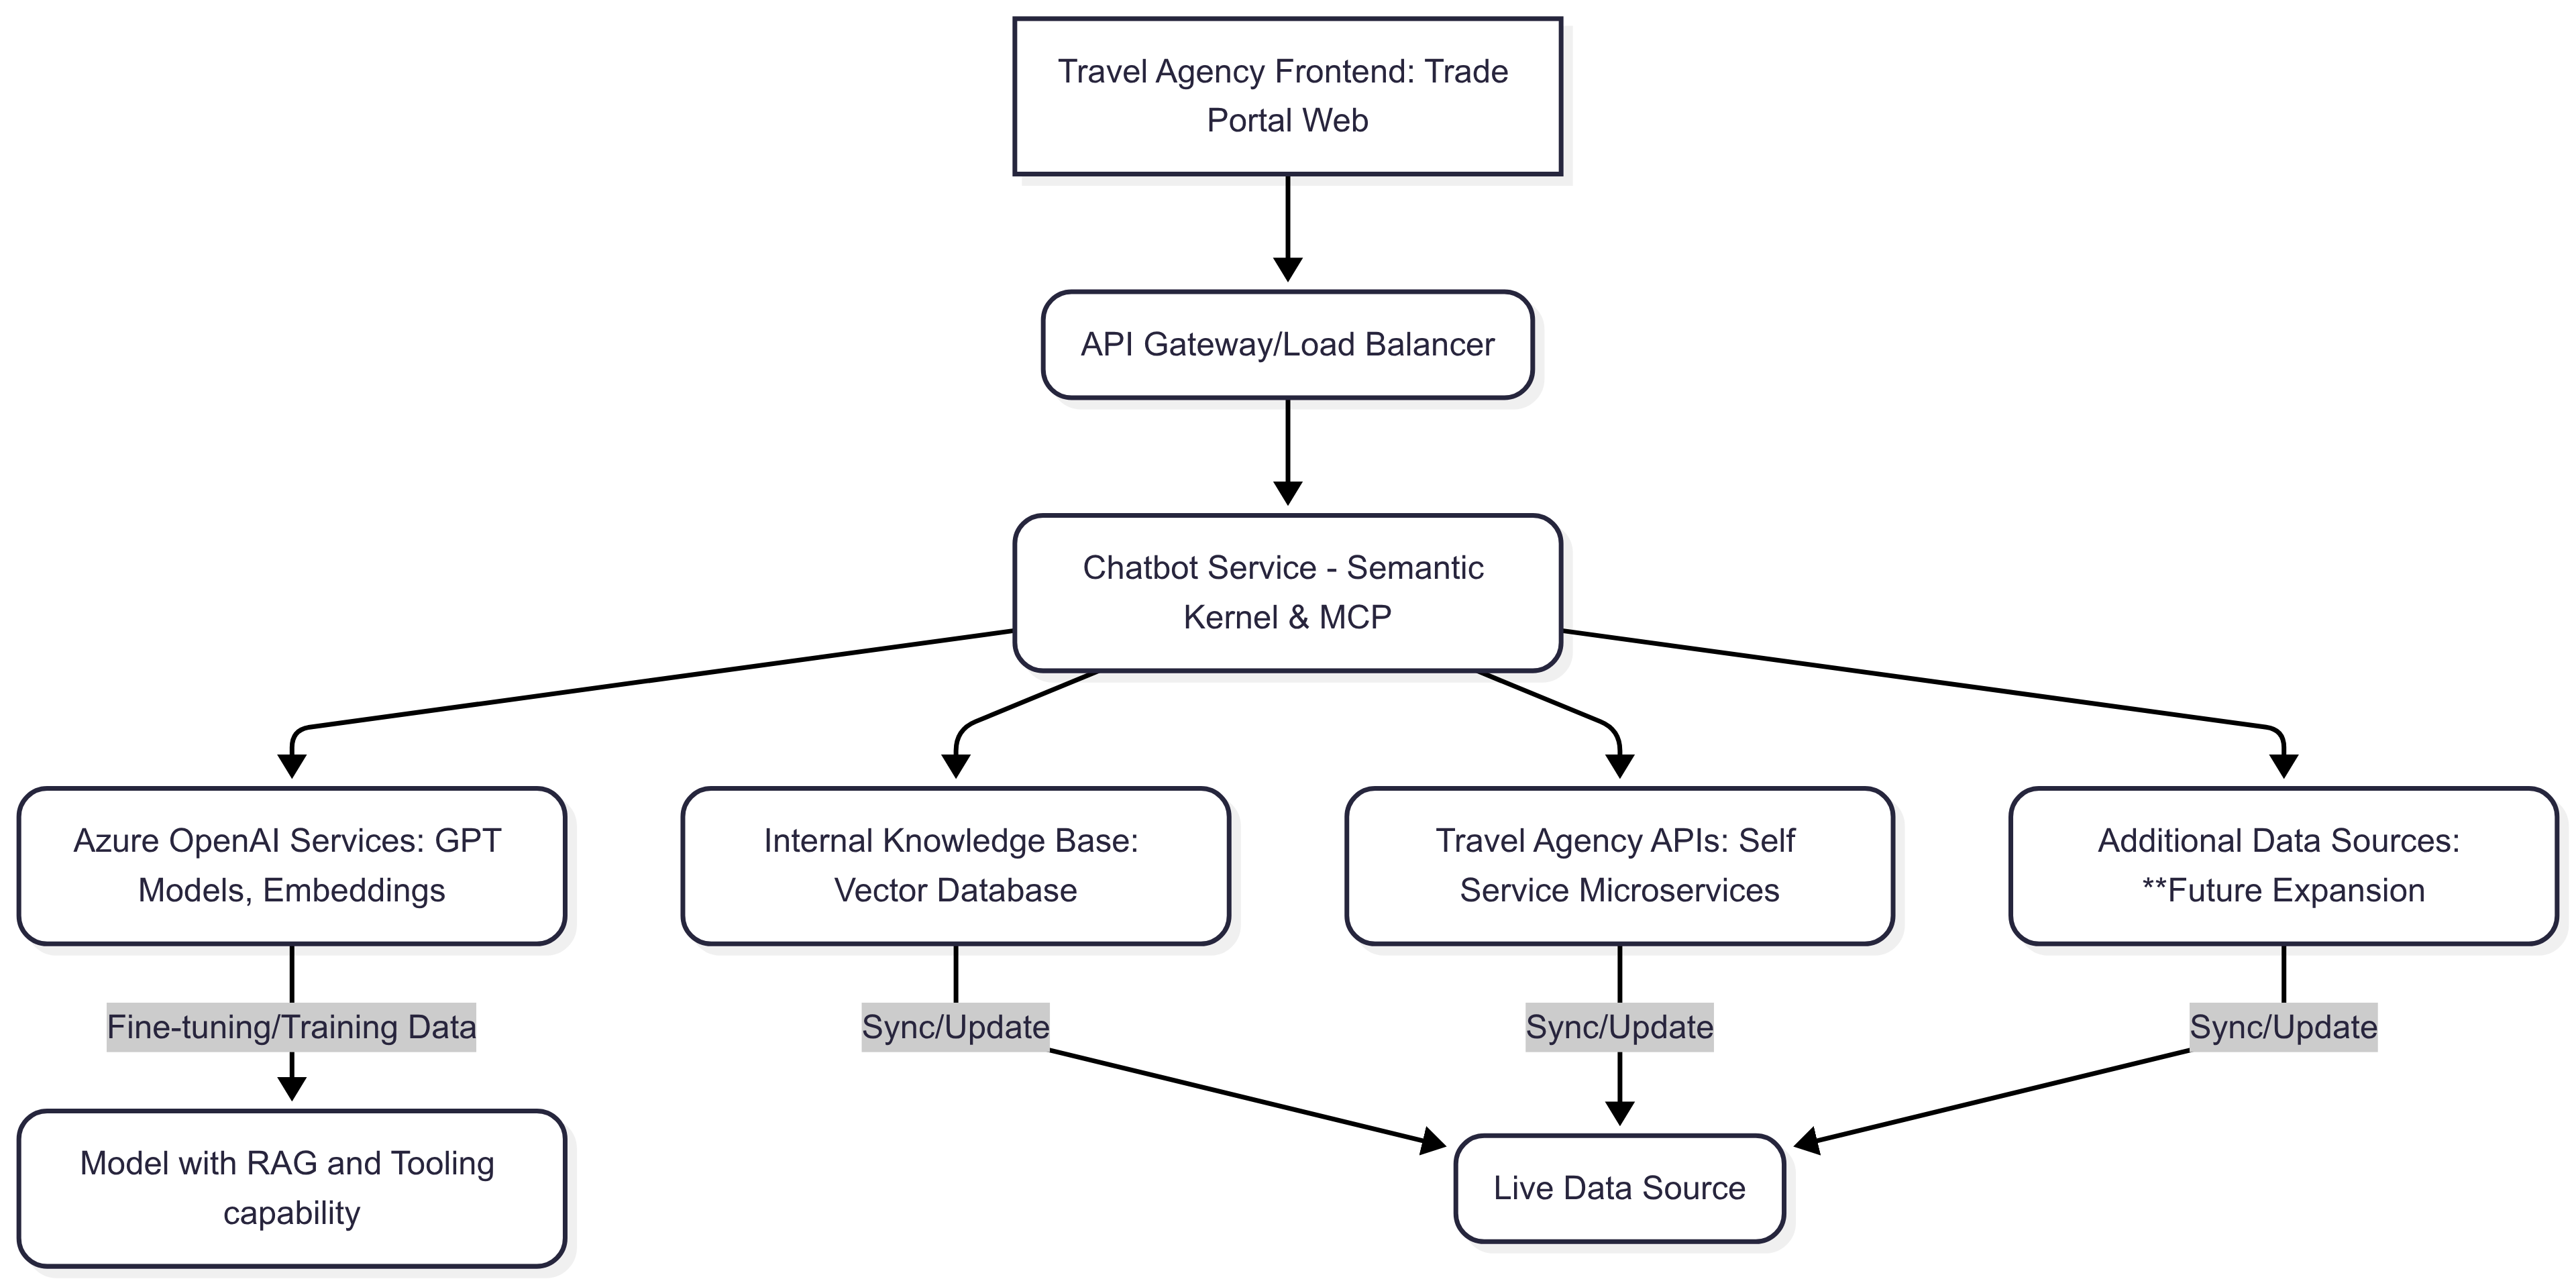 Travel Agency Frontend: Trade
Portal Web
API Gateway/Load Balancer
Chatbot Service - Semantic
Kernel & MCP
Azure OpenAI Services: GPT
Models, Embeddings
Internal Knowledge Base:
Vector Database
Travel Agency APIs: Self
Service Microservices
Additional Data Sources:
**Future Expansion
Fine-tuning/Training Data
Sync/Update
Sync/Update
Sync/Update
Model with RAG and Tooling
capability
Live Data Source